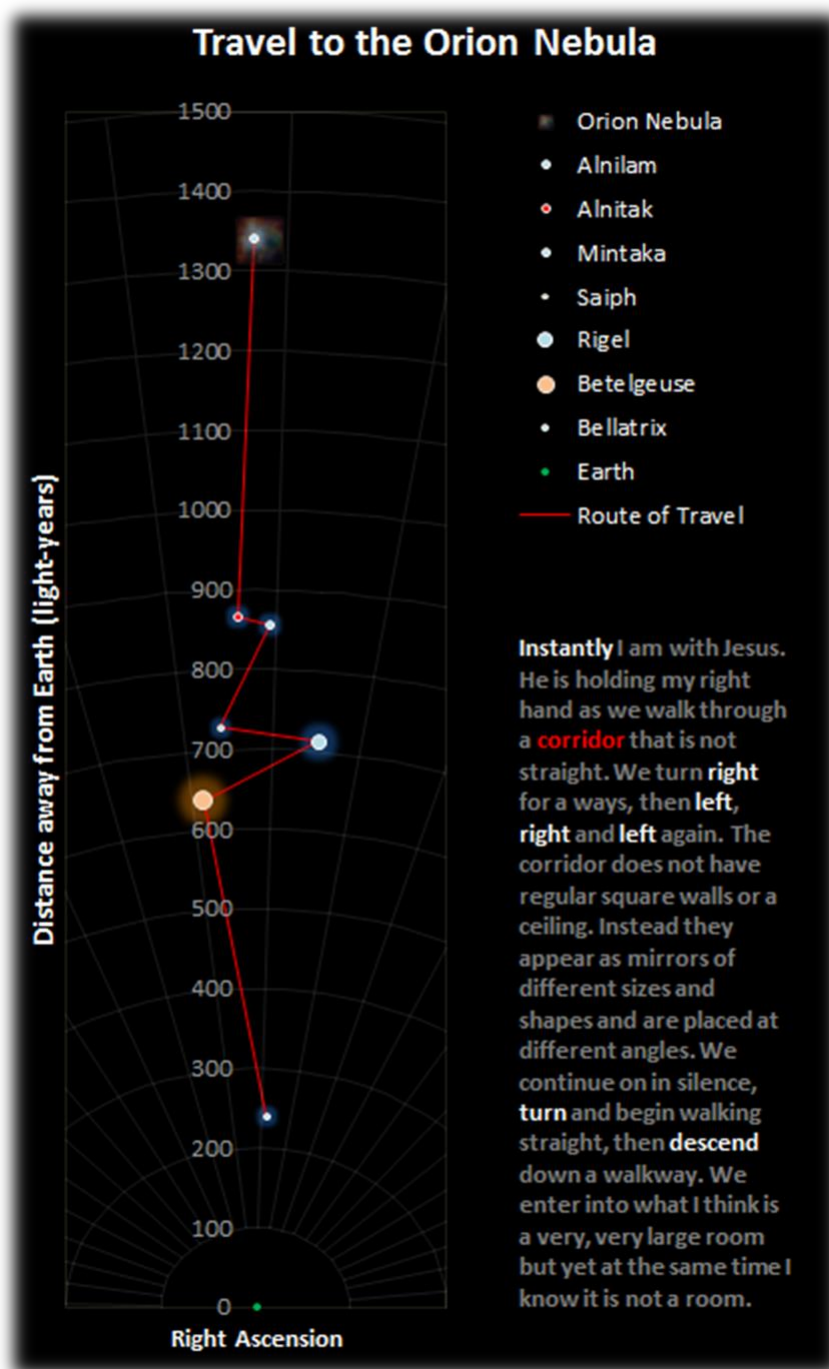 Travel to the Orion Nebula
Distance away from Earth (light-years)
1500
1400
1300
1200
1100
1000
900
800
700
600
500
400
300
200
100
0
Right Ascension
Orion Nebula
Alnilam
Alnitak
Mintaka
Saiph
Rigel
Betelgeuse
Bellatrix
Earth
Route of Travel
Instantly I am with Jesus.
He is holding my right
hand as we walk through
a corridor that is not
straight. We turn right
for a ways, then left,
right and left again. The
corridor does not have
regular square walls or a
ceiling. Instead they
appear as mirrors of
different sizes and
shapes and are placed at
different angles. We
continue on in silence,
turn and begin walking
straight, then descend
down a walkway. We
enter into what I think is
a very, very large room
but yet at the same time I
know it is not a room.